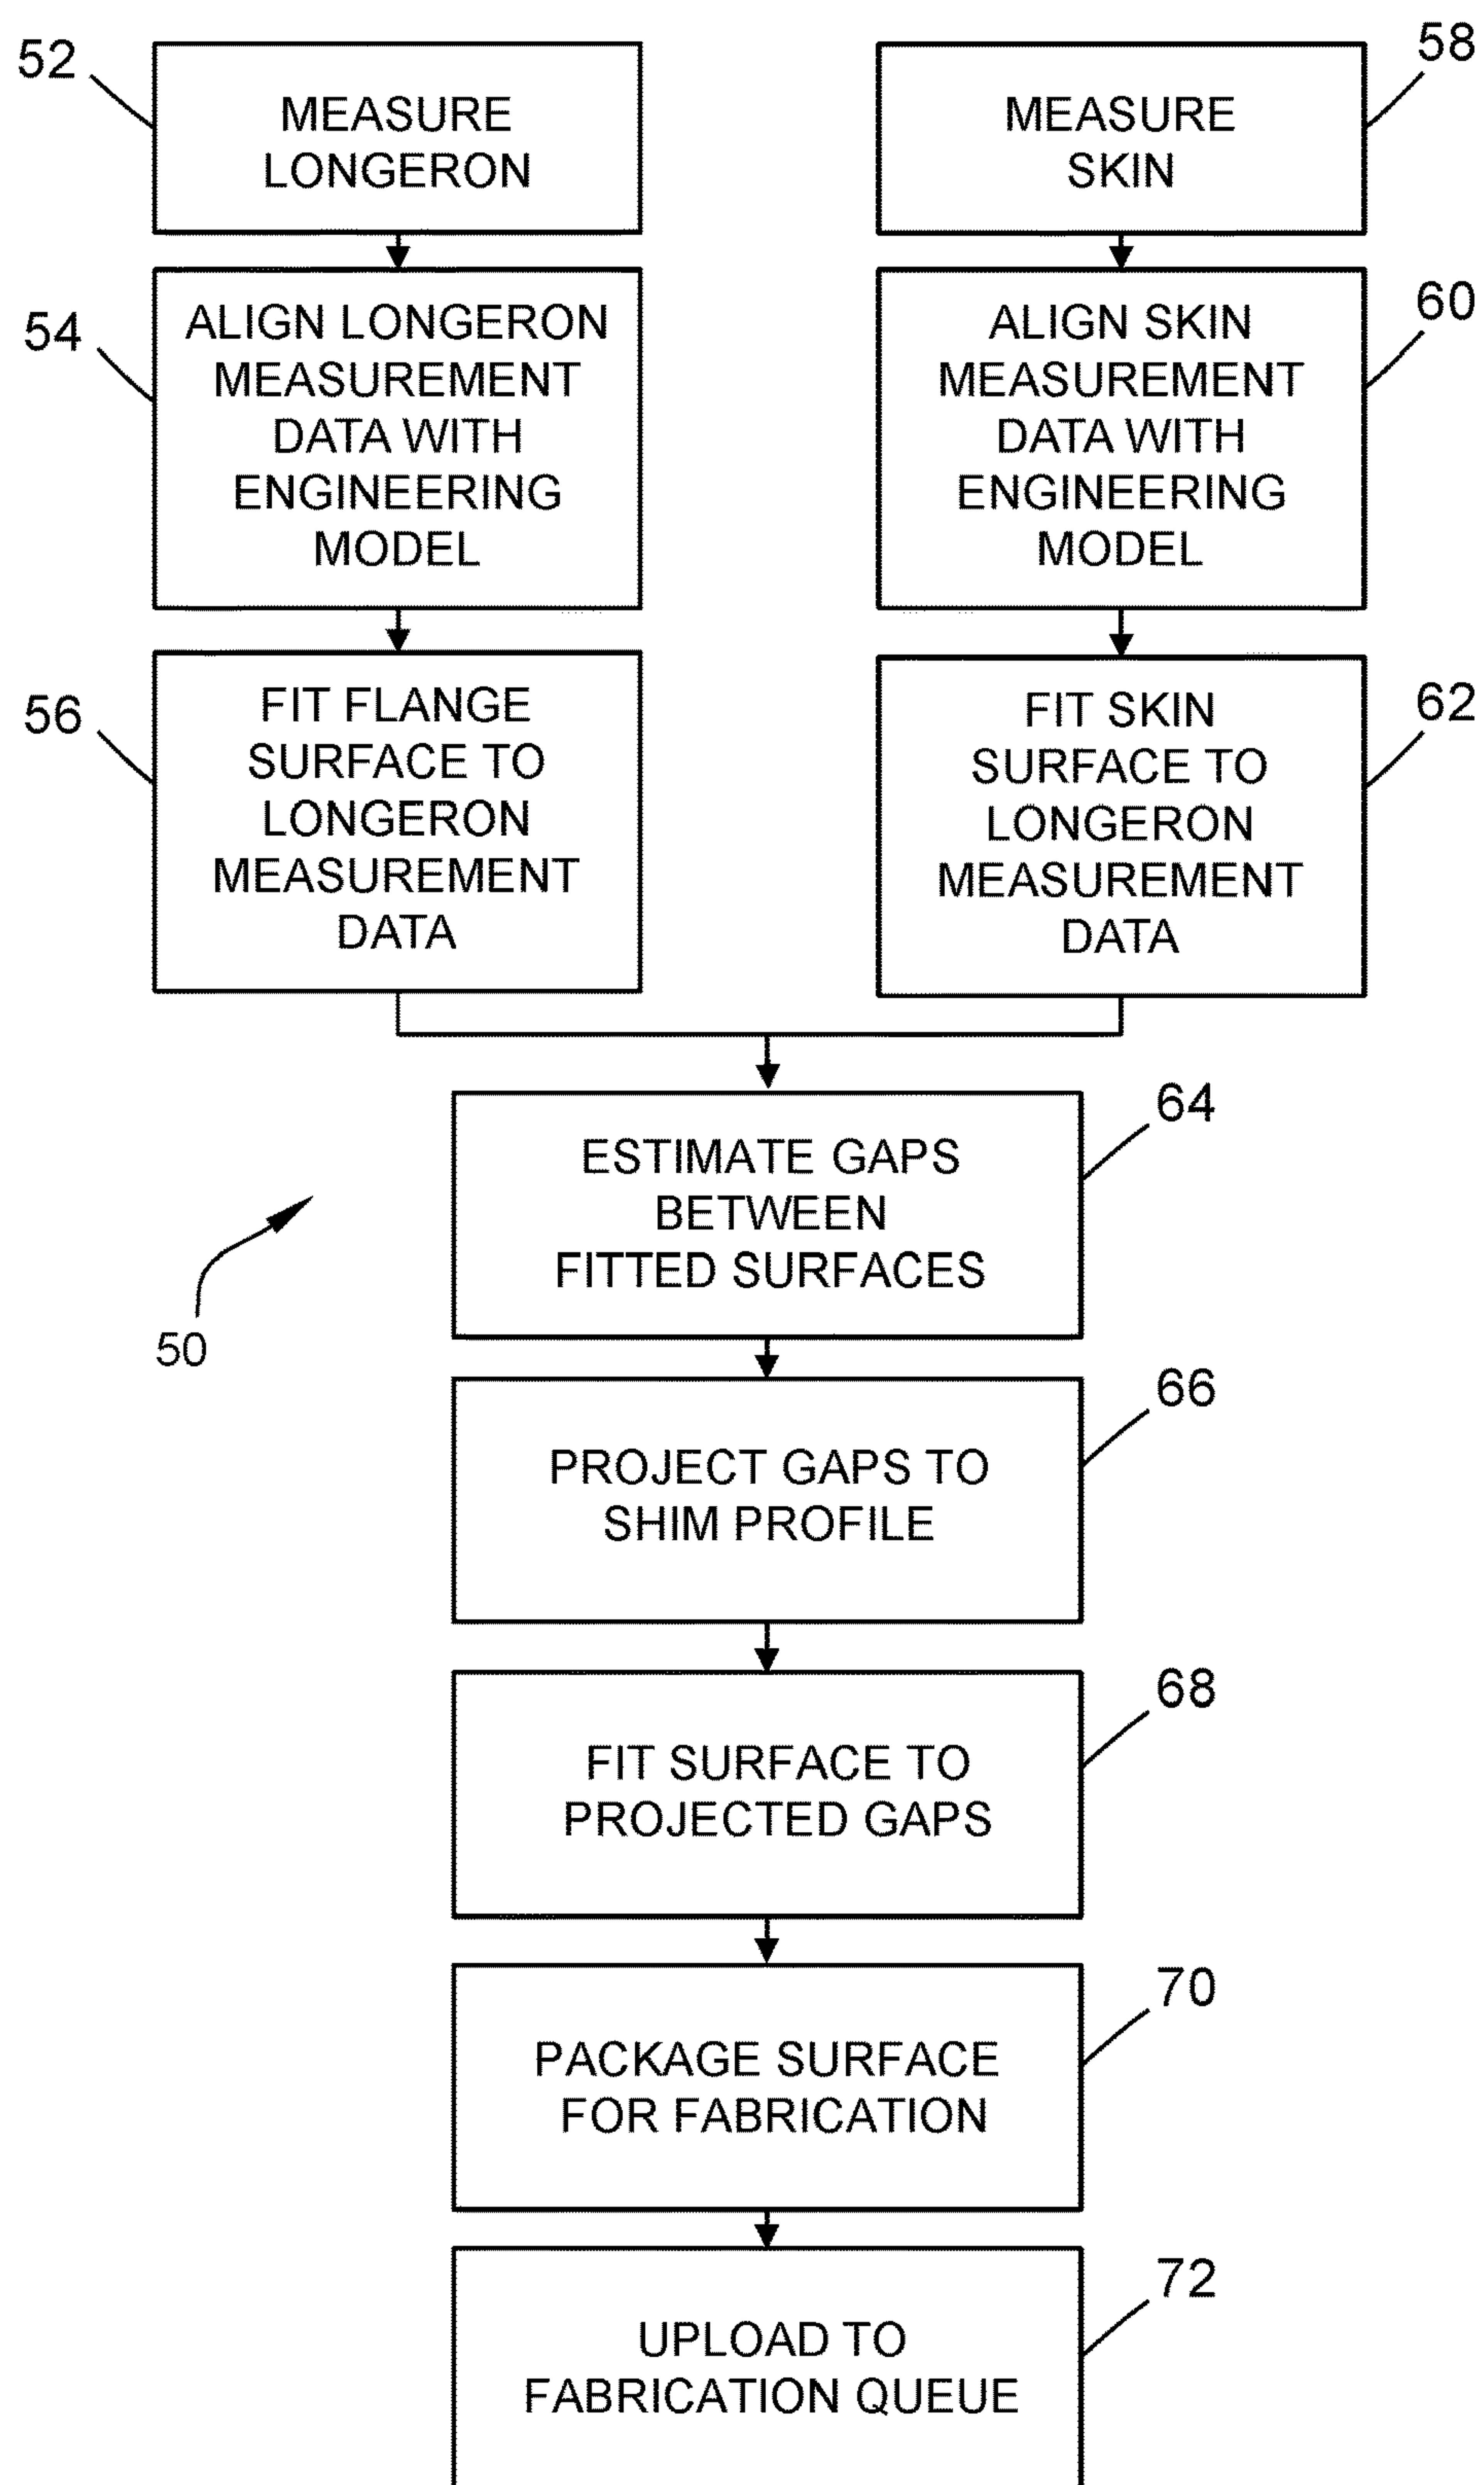 52
MEASURE
LONGERON
58
MEASURE
SKIN
54
ALIGN LONGERON
MEASUREMENT
DATA WITH
ENGINEERING
MODEL
60
ALIGN SKIN
MEASUREMENT
DATA WITH
ENGINEERING
MODEL
56
FIT FLANGE
SURFACE TO
LONGERON
MEASUREMENT
DATA
62
FIT SKIN
SURFACE TO
LONGERON
MEASUREMENT
DATA
64
ESTIMATE GAPS
BETWEEN
FITTED SURFACES
50
66
PROJECT GAPS TO
SHIM PROFILE
68
FIT SURFACE TO
PROJECTED GAPS
70
PACKAGE SURFACE
FOR FABRICATION
72
UPLOAD TO
FABRICATION QUEUE